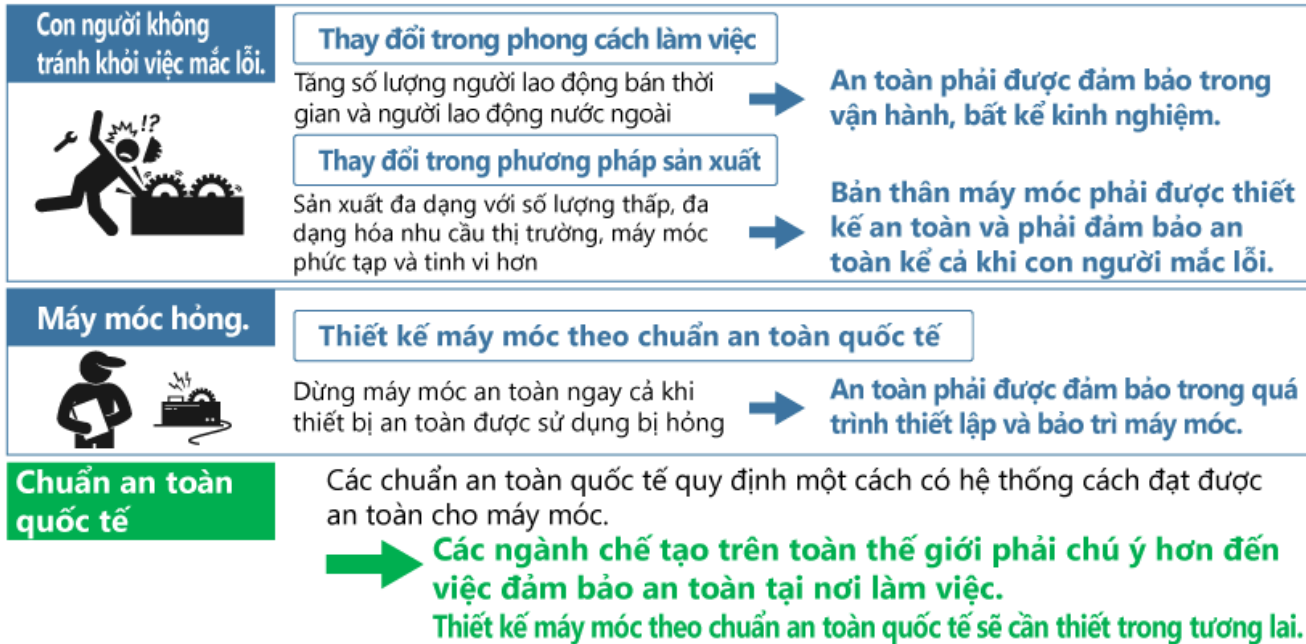 Con người không
tránh khỏi việc mắc lỗi.
!?
Thay đổi trong phong cách làm việc
Tăng số lượng người lao động bán thời
gian và người lao động nước ngoài
An toàn phải được đảm bảo trong
vận hành, bất kể kinh nghiệm.
Thay đổi trong phương pháp sản xuất
Sản xuất đa dạng với số lượng thấp, đa
dạng hóa nhu cầu thị trường, máy móc
phức tạp và tinh vi hơn
Bản thân máy móc phải được thiết
kế an toàn và phải đảm bảo an
toàn kể cả khi con người mắc lỗi.
Máy móc hỏng.
Thiết kế máy móc theo chuẩn an toàn quốc tế
Dừng máy móc an toàn ngay cả khi
thiết bị an toàn được sử dụng bị hỏng
An toàn phải được đảm bảo trong quá
trình thiết lập và bảo trì máy móc.
Chuẩn an toàn
quốc tế
Các chuẩn an toàn quốc tế quy định một cách có hệ thống cách đạt được
an toàn cho máy móc.
Các ngành chế tạo trên toàn thế giới phải chú ý hơn đến
việc đảm bảo an toàn tại nơi làm việc.
Thiết kế máy móc theo chuẩn an toàn quốc tế sẽ cần thiết trong tương lai.